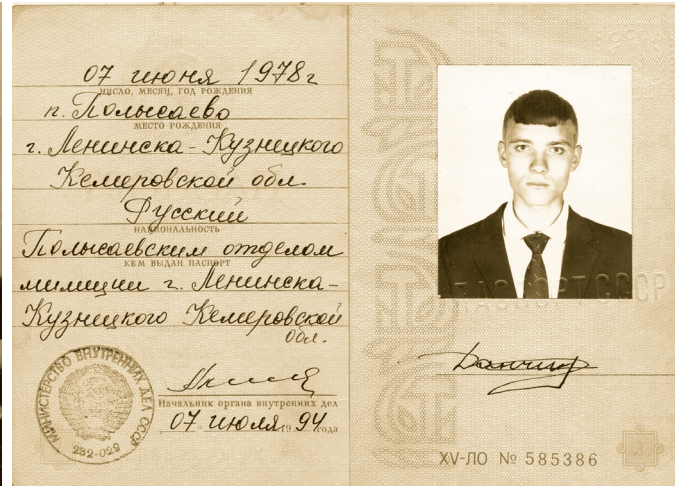 07 июня 1978 г
ЧИСЛО, МЕСЯЦ, ГОД РОЖДЕНИЯ
п. Полысаево
МЕСТО РОЖДЕНИЯ
г. Ленинска-Кузнецкого
Кемеровской обл.
Русский
НАЦИОНАЛЬНОСТЬ
Полысаевским отделом
КЕМ ВЫДАН ПАСПОРТ
милиции г. Ленинска-
Кузнецкого Кемеровской
обл.
МИНИСТЕРСТВО ВНУТРЕННИХ ДЕЛ СССР
232-029
Начальник органа внутренних дел
„07" июля 19 94 года
ПАСПОРТ СССР
XV-ЛО № 585386
3